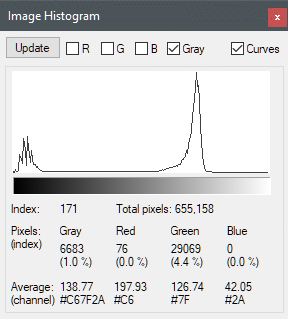 Image Histogram x
Update R G B Gray Curves
Index: 171 Total pixels: 655,158
Pixels: Gray Red Green Blue
(index) 6683 76 29069 0
(1.0 %) (0.0 %) (4.4 %) (0.0 %)
Average: 138.77 197.93 126.74 42.05
(channel) #C67F2A #C6 #7F #2A